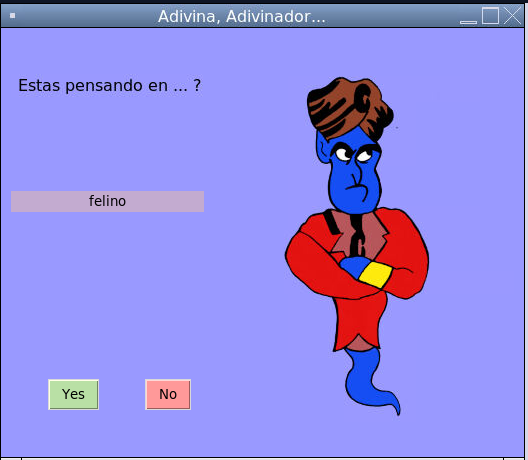 Adivina, Adivinador...
Estas pensando en ... ?
felino
Yes
No